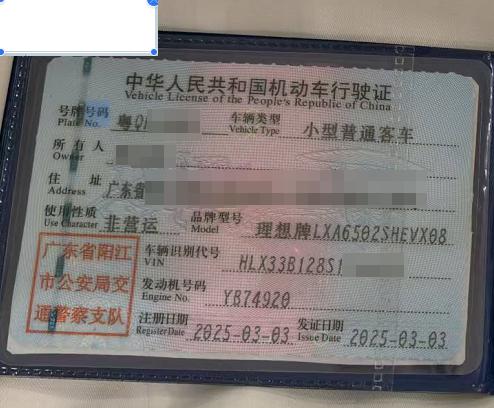 中华人民共和国机动车行驶证
Vehicle License of the People's Republic of China
号牌号码 粤Q 车辆类型 小型普通客车
Plate No. Vehicle Type
所有人
Owner
住址 广东省
Address
使用性质 非营运 品牌型号 理想牌LXA6502SHEVX08
Use Character Model
广东省阳江
市公安局交
通警察支队
车辆识别代号 HLX33B128S1
VIN
发动机号码 YB74920
Engine No.
注册日期 2025-03-03 发证日期 2025-03-03
Register Date Issue Date